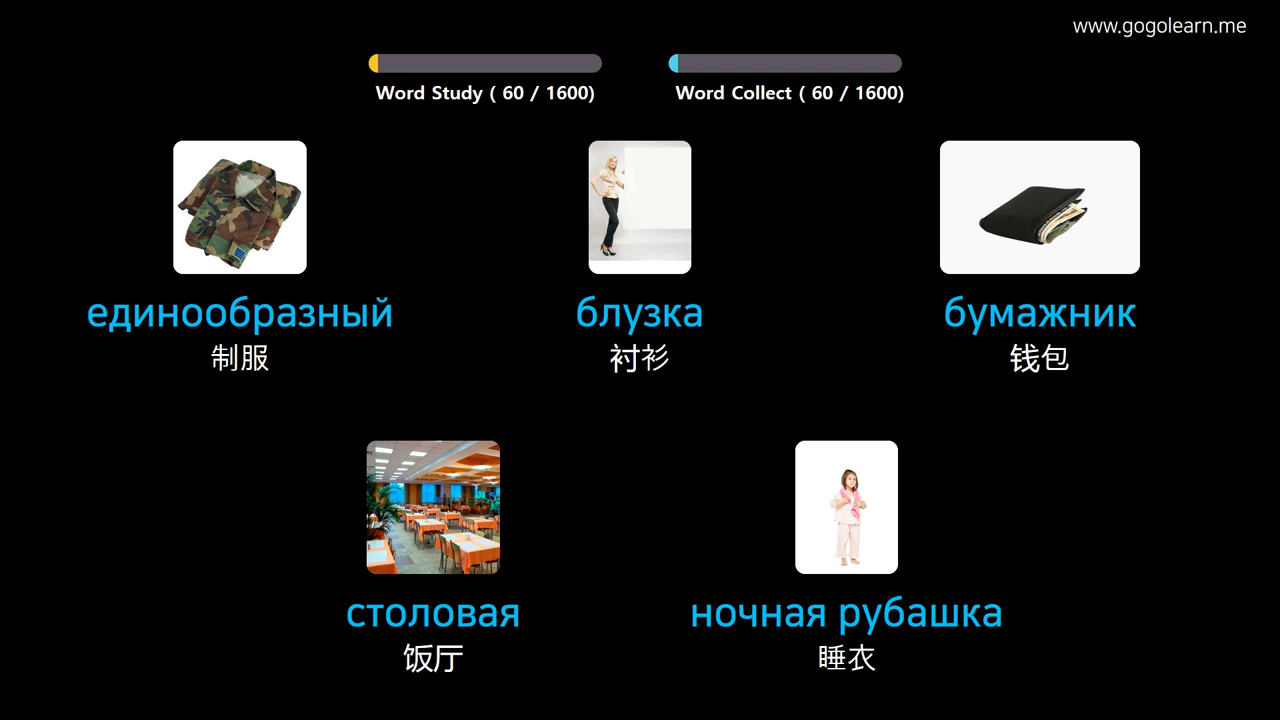 www.gogolearn.me
Word Study ( 60 / 1600)
Word Collect ( 60 / 1600)
единообразный
制服
блузка
衬衫
бумажник
钱包
столовая
饭厅
ночная рубашка
睡衣